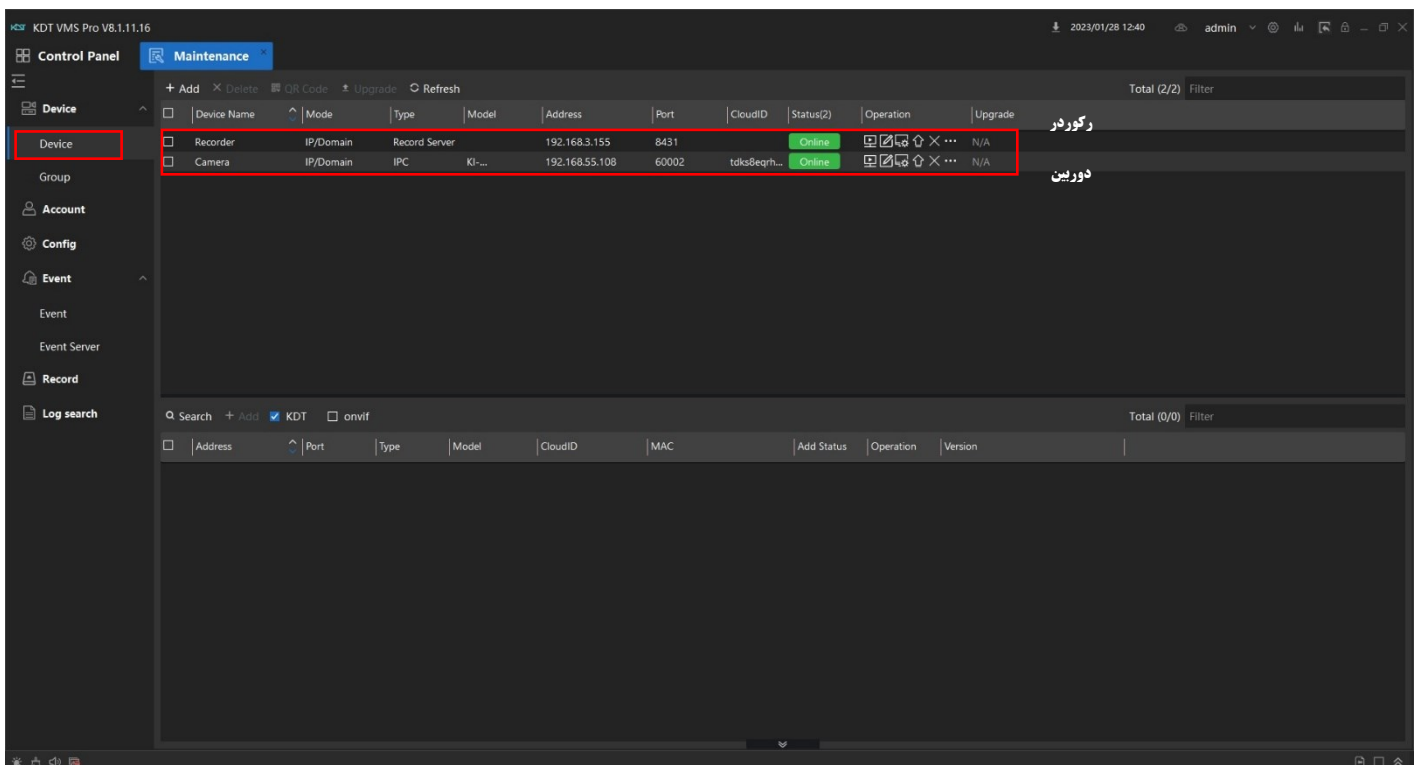 KDT KDT VMS Pro V8.1.11.16 2023/01/28 12:40 admin
Control Panel Maintenance
+ Add Delete QR Code Upgrade Refresh Total (2/2) Filter
Device
Device Name Mode Type Model Address Port CloudID Status(2) Operation Upgrade
رکوردر
Device
Recorder IP/Domain Record Server 192.168.3.155 8431 Online N/A
Camera IP/Domain IPC KI-... 192.168.55.108 60002 tdks8eqrh... Online N/A
دوربین
Group
Account
Config
Event
Event
Event Server
Record
Log search
Search + Add KDT onvif Total (0/0) Filter
Address Port Type Model CloudID MAC Add Status Operation Version